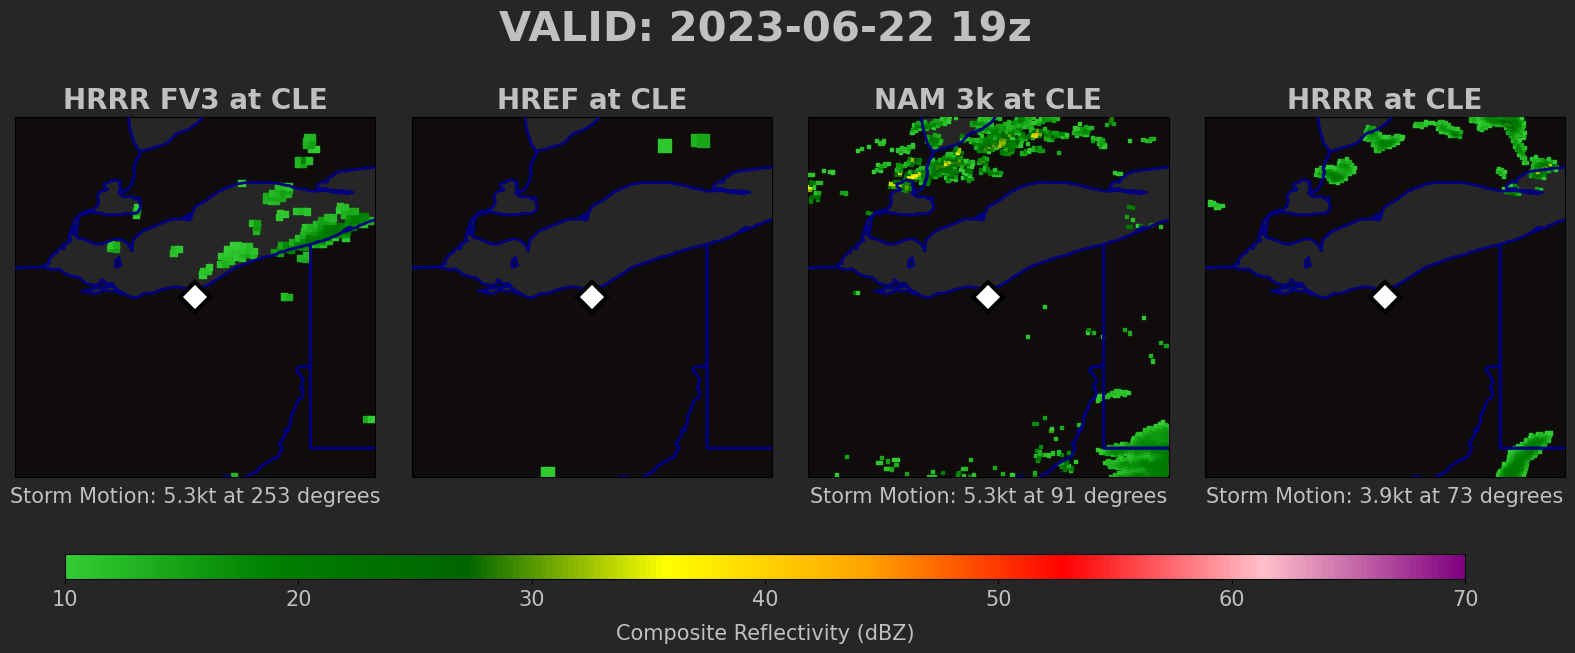 VALID: 2023-06-22 19z
HRRR FV3 at CLE
HREF at CLE
NAM 3k at CLE
HRRR at CLE
Storm Motion: 5.3kt at 253 degrees
Storm Motion: 5.3kt at 91 degrees
Storm Motion: 3.9kt at 73 degrees
10 20 30 40 50 60 70
Composite Reflectivity (dBZ)